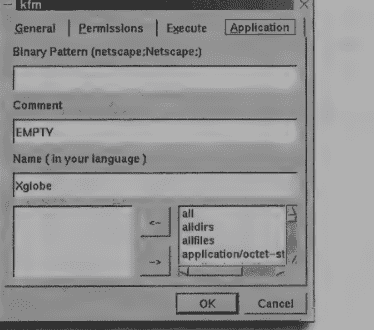 kfm
General Permissions Execute Application
Binary Pattern (netscape;Netscape;)
Comment
EMPTY
Name ( in your language )
Xglobe
<- all
alldirs
allfiles
-> application/octet-st
OK Cancel